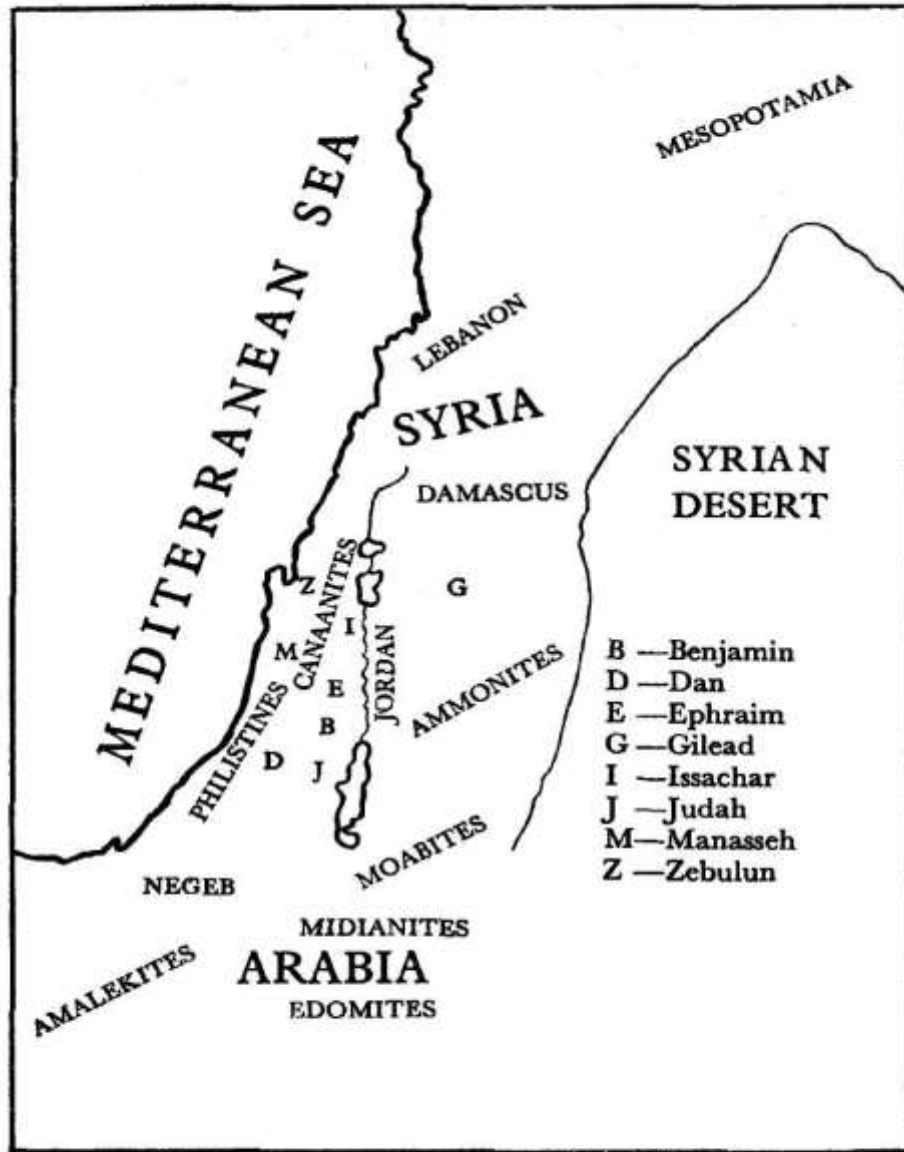 MESOPOTAMIA
MEDITERRANEAN SEA
LEBANON
SYRIA
DAMASCUS
SYRIAN
DESERT
Z
CANAANITES
G
I
M
JORDAN
E
AMMONITES
PHILISTINES
B
D
J
B —Benjamin
D —Dan
E —Ephraim
G —Gilead
I —Issachar
J —Judah
M—Manasseh
Z —Zebulun
MOABITES
NEGEB
MIDIANITES
ARABIA
AMALEKITES
EDOMITES